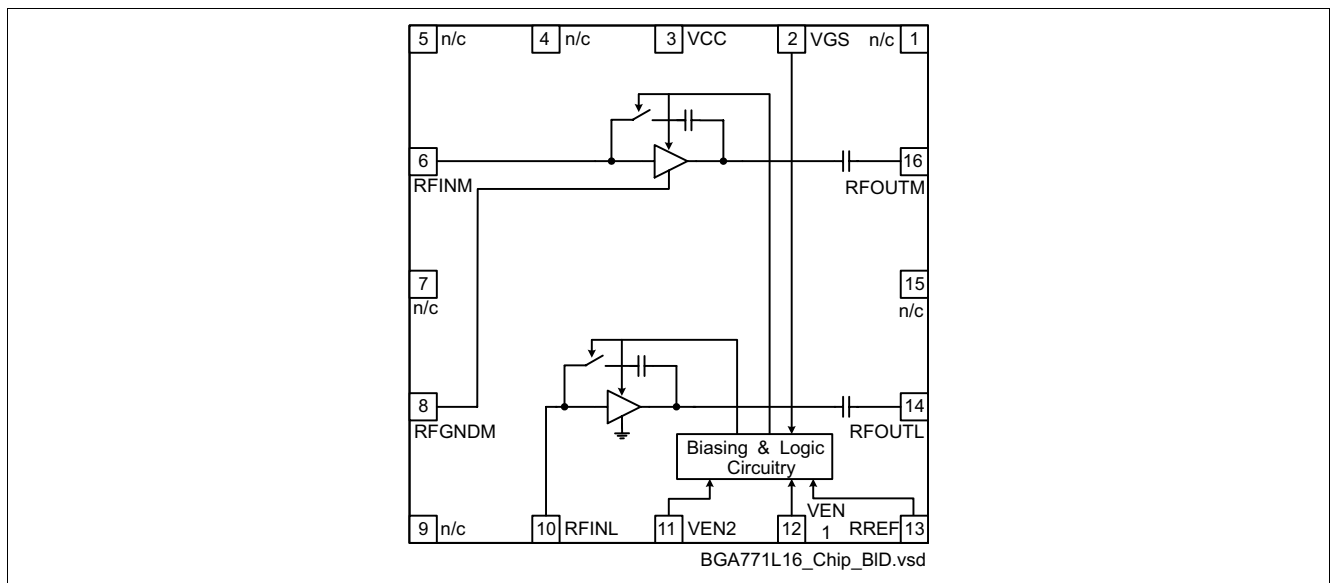 5 n/c 4 n/c 3 VCC 2 VGS n/c 1
6 16
RFINM RFOUTM
7 15
n/c n/c
8 14
RFGNDM RFOUTL
Biasing & Logic
Circuitry
9 n/c 10 RFINL 11 VEN2 12 VEN 1 RREF 13
BGA771L16_Chip_BlD.vsd